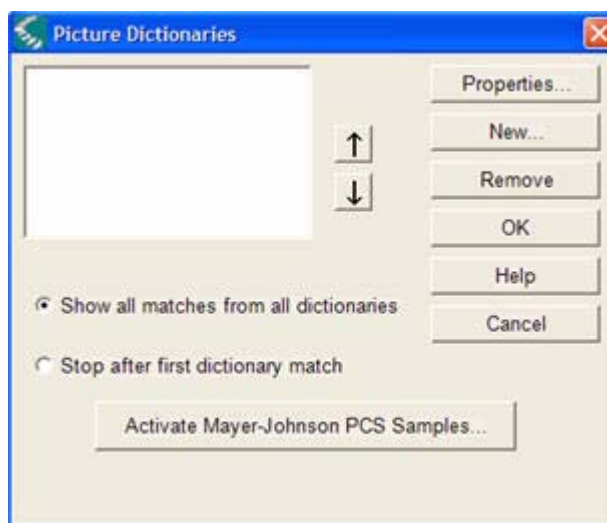 Picture Dictionaries
Properties...
New...
Remove
OK
Help
Cancel
Show all matches from all dictionaries
Stop after first dictionary match
Activate Mayer-Johnson PCS Samples...